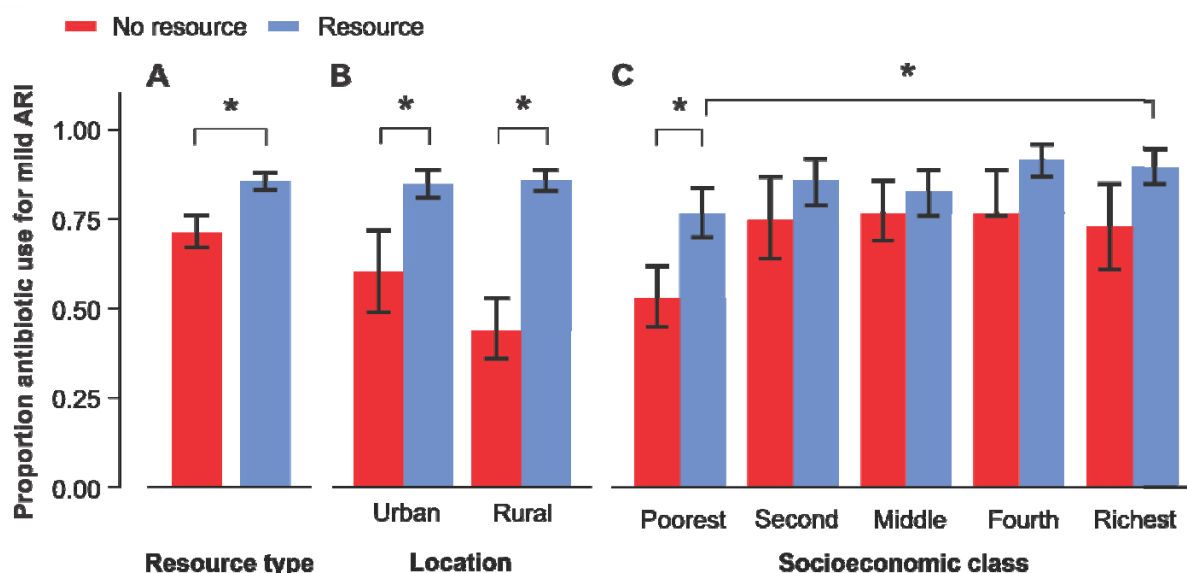 No resource Resource
A B C
* * * * *
Proportion antibiotic use for mild ARI
1.00
0.75
0.50
0.25
0.00
Urban Rural
Poorest Second Middle Fourth Richest
Resource type Location Socioeconomic class